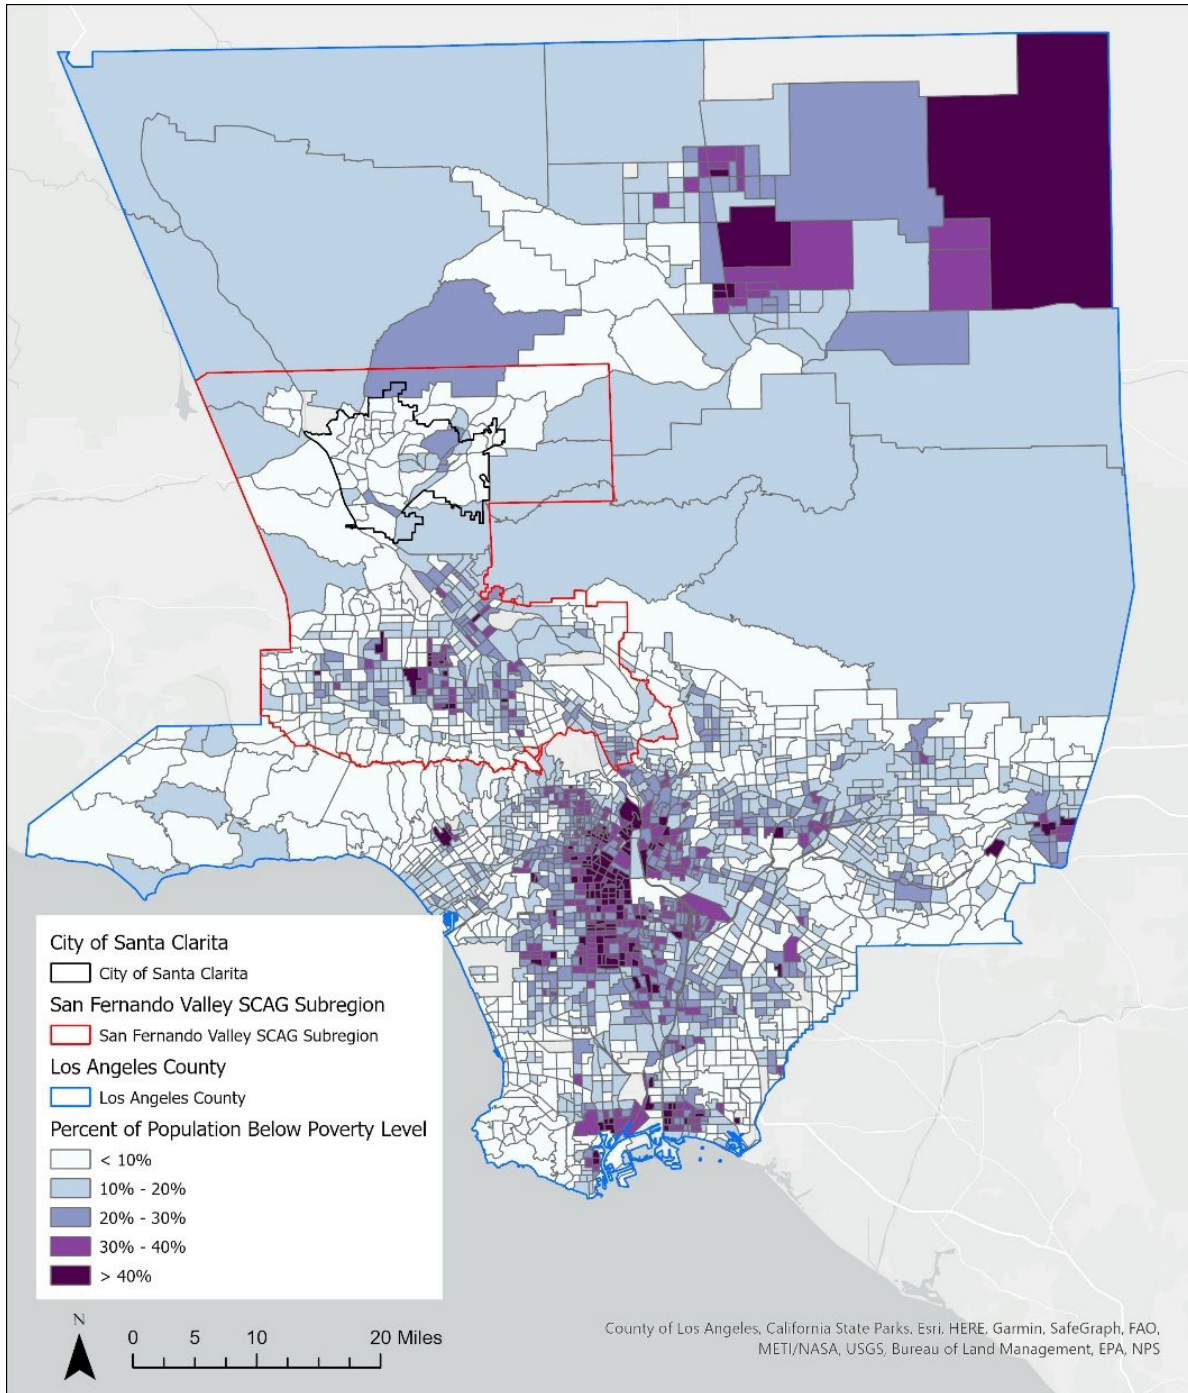 City of Santa Clarita
City of Santa Clarita
San Fernando Valley SCAG Subregion
San Fernando Valley SCAG Subregion
Los Angeles County
Los Angeles County
Percent of Population Below Poverty Level
< 10%
10% - 20%
20% - 30%
30% - 40%
> 40%
N
0 5 10 20 Miles
County of Los Angeles, California State Parks, Esri, HERE, Garmin, SafeGraph, FAO,
METI/NASA, USGS, Bureau of Land Management, EPA, NPS